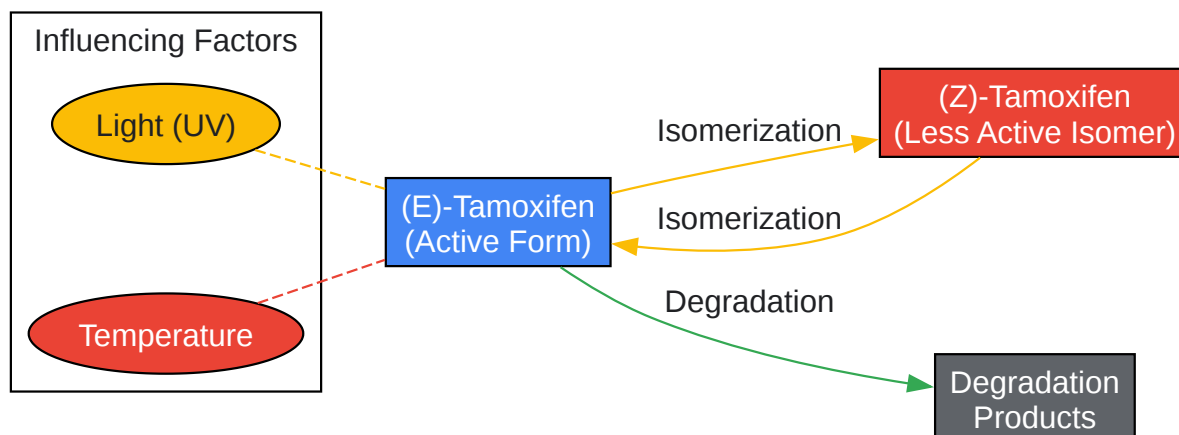 Influencing Factors
Light (UV)
Temperature
(E)-Tamoxifen
(Active Form)
Isomerization
Isomerization
Degradation
(Z)-Tamoxifen
(Less Active Isomer)
Degradation
Products